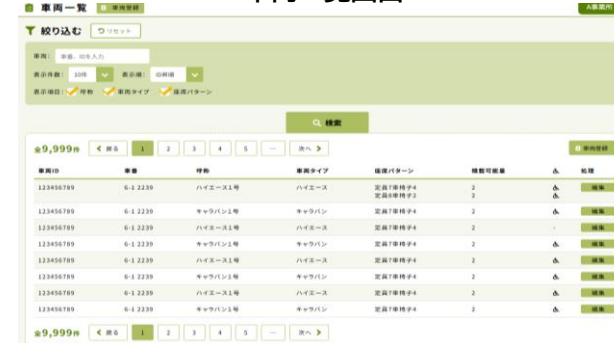 車両一覧 車両登録 A事業所
絞り込む リセット
車両: 車番、IDを入力
表示件数: 10件 表示順: ID昇順
表示項目: 呼称 車両タイプ 座席パターン
検索
全9,999件 戻る 1 2 3 4 5 … 次へ 車両登録
車両ID 車番 呼称 車両タイプ 座席パターン 積載可能量 処理
123456789 6-1 2239 ハイエース1号 ハイエース 定員7車椅子4 2 編集
定員8車椅子2 2
123456789 6-1 2239 キャラバン1号 キャラバン 定員7車椅子4 2 編集
123456789 6-1 2239 ハイエース1号 ハイエース 定員7車椅子4 2 - 編集
123456789 6-1 2239 キャラバン1号 キャラバン 定員7車椅子4 2 編集
123456789 6-1 2239 ハイエース1号 ハイエース 定員7車椅子4 2 編集
123456789 6-1 2239 キャラバン1号 キャラバン 定員7車椅子4 2 編集
123456789 6-1 2239 ハイエース1号 ハイエース 定員7車椅子4 2 編集
123456789 6-1 2239 キャラバン1号 キャラバン 定員7車椅子4 2 編集
全9,999件 戻る 1 2 3 4 5 … 次へ